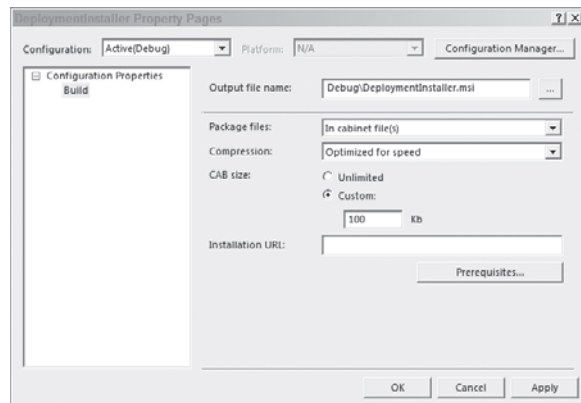 DeploymentInstaller Property Pages
Configuration: Active(Debug) Platform: N/A Configuration Manager...
Configuration Properties
Build
Output file name: Debug\DeploymentInstaller.msi ...
Package files: In cabinet file(s)
Compression: Optimized for speed
CAB size: Unlimited
Custom:
100 Kb
Installation URL:
Prerequisites...
OK Cancel Apply